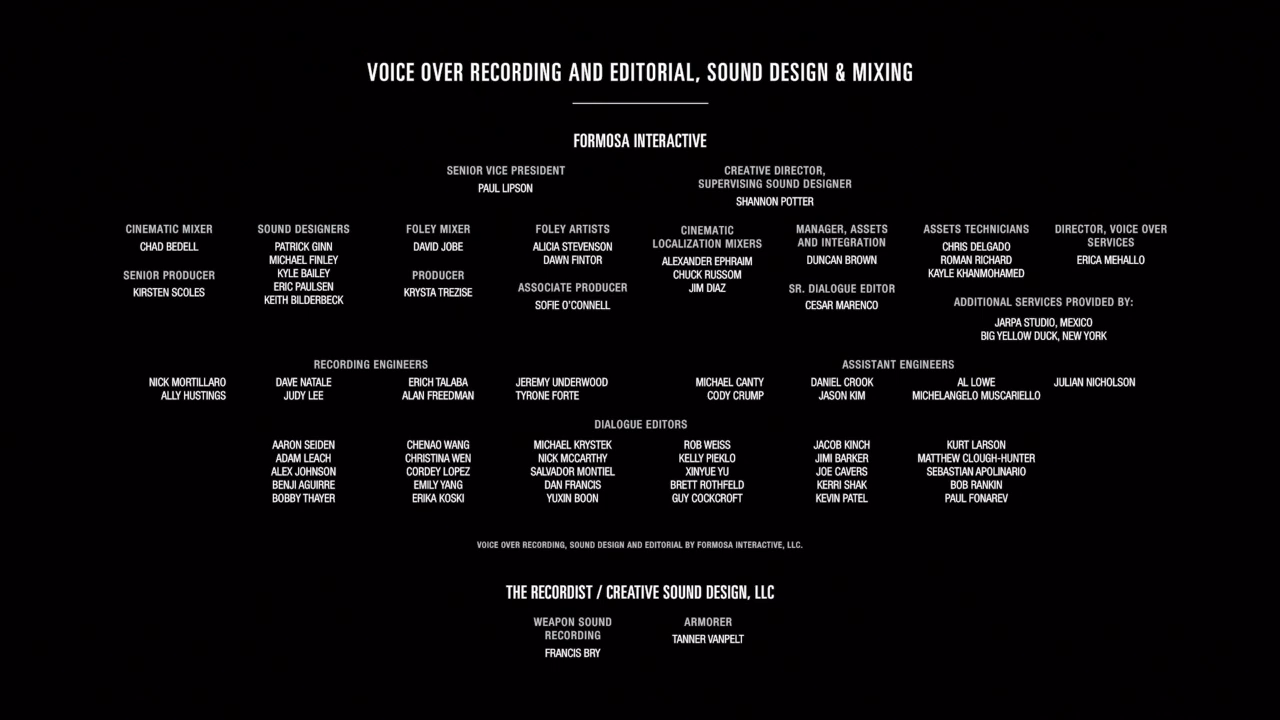 VOICE OVER RECORDING AND EDITORIAL, SOUND DESIGN & MIXING
FORMOSA INTERACTIVE
SENIOR VICE PRESIDENT
PAUL LIPSON
CREATIVE DIRECTOR,
SUPERVISING SOUND DESIGNER
SHANNON POTTER
CINEMATIC MIXER
CHAD BEDELL
SENIOR PRODUCER
KIRSTEN SCOLES
SOUND DESIGNERS
PATRICK GINN
MICHAEL FINLEY
KYLE BAILEY
ERIC PAULSEN
KEITH BILDERBECK
FOLEY MIXER
DAVID JOBE
PRODUCER
KRYSTA TREZISE
FOLEY ARTISTS
ALICIA STEVENSON
DAWN FINTOR
ASSOCIATE PRODUCER
SOFIE O'CONNELL
CINEMATIC
LOCALIZATION MIXERS
ALEXANDER EPHRAIM
CHUCK RUSSOM
JIM DIAZ
MANAGER, ASSETS
AND INTEGRATION
DUNCAN BROWN
SR. DIALOGUE EDITOR
CESAR MARENCO
ASSETS TECHNICIANS
CHRIS DELGADO
ROMAN RICHARD
KAYLE KHANMOHAMED
DIRECTOR, VOICE OVER
SERVICES
ERICA MEHALLO
ADDITIONAL SERVICES PROVIDED BY:
JARPA STUDIO, MEXICO
BIG YELLOW DUCK, NEW YORK
RECORDING ENGINEERS
NICK MORTILLARO
ALLY HUSTINGS
DAVE NATALE
JUDY LEE
ERICH TALABA
ALAN FREEDMAN
JEREMY UNDERWOOD
TYRONE FORTE
ASSISTANT ENGINEERS
MICHAEL CANTY
CODY CRUMP
DANIEL CROOK
JASON KIM
AL LOWE
MICHELANGELO MUSCARIELLO
JULIAN NICHOLSON
DIALOGUE EDITORS
AARON SEIDEN
ADAM LEACH
ALEX JOHNSON
BENJI AGUIRRE
BOBBY THAYER
CHENAO WANG
CHRISTINA WEN
CORDEY LOPEZ
EMILY YANG
ERIKA KOSKI
MICHAEL KRYSTEK
NICK MCCARTHY
SALVADOR MONTIEL
DAN FRANCIS
YUXIN BOON
ROB WEISS
KELLY PIEKLO
XINYUE YU
BRETT ROTHFELD
GUY COCKCROFT
JACOB KINCH
JIMI BARKER
JOE CAVERS
KERRI SHAK
KEVIN PATEL
KURT LARSON
MATTHEW CLOUGH-HUNTER
SEBASTIAN APOLINARIO
BOB RANKIN
PAUL FONAREV
VOICE OVER RECORDING, SOUND DESIGN AND EDITORIAL BY FORMOSA INTERACTIVE, LLC.
THE RECORDIST / CREATIVE SOUND DESIGN, LLC
WEAPON SOUND
RECORDING
FRANCIS BRY
ARMORER
TANNER VANPELT